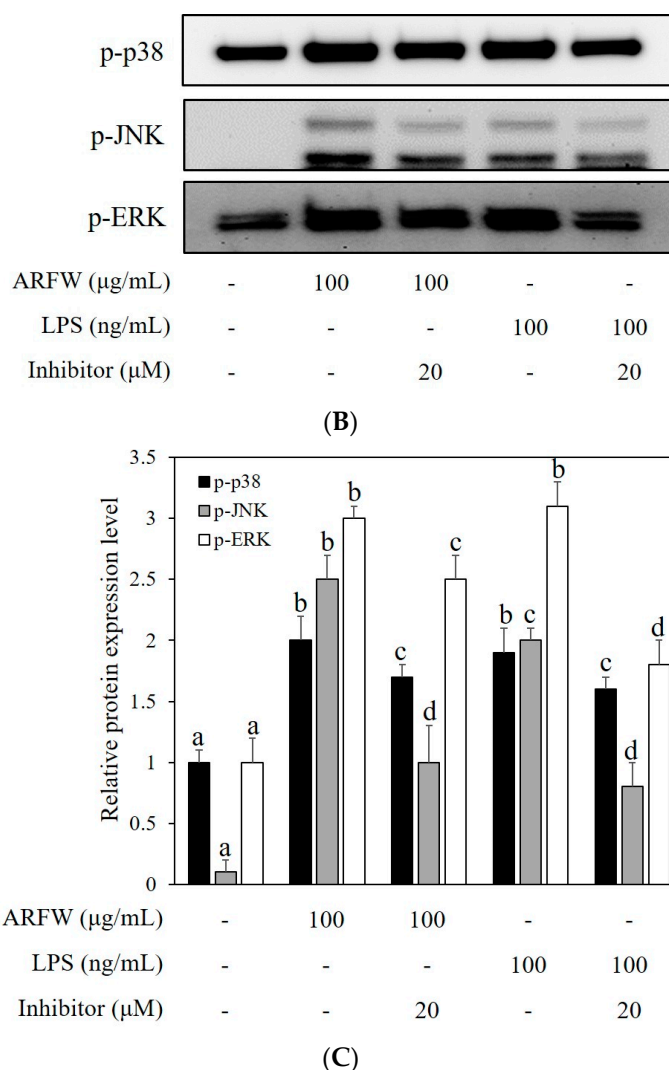 p-p38
p-JNK
p-ERK
ARFW (μg/mL) - 100 100 - -
LPS (ng/mL) - - - 100 100
Inhibitor (μM) - - 20 - 20
(B)
3.5
3
2.5
2
1.5
1
0.5
0
Relative protein expression level
p-p38
p-JNK
p-ERK
a a a
b b b
c d c
b c b
c d d
ARFW (μg/mL) - 100 100 - -
LPS (ng/mL) - - - 100 100
Inhibitor (μM) - - 20 - 20
(C)